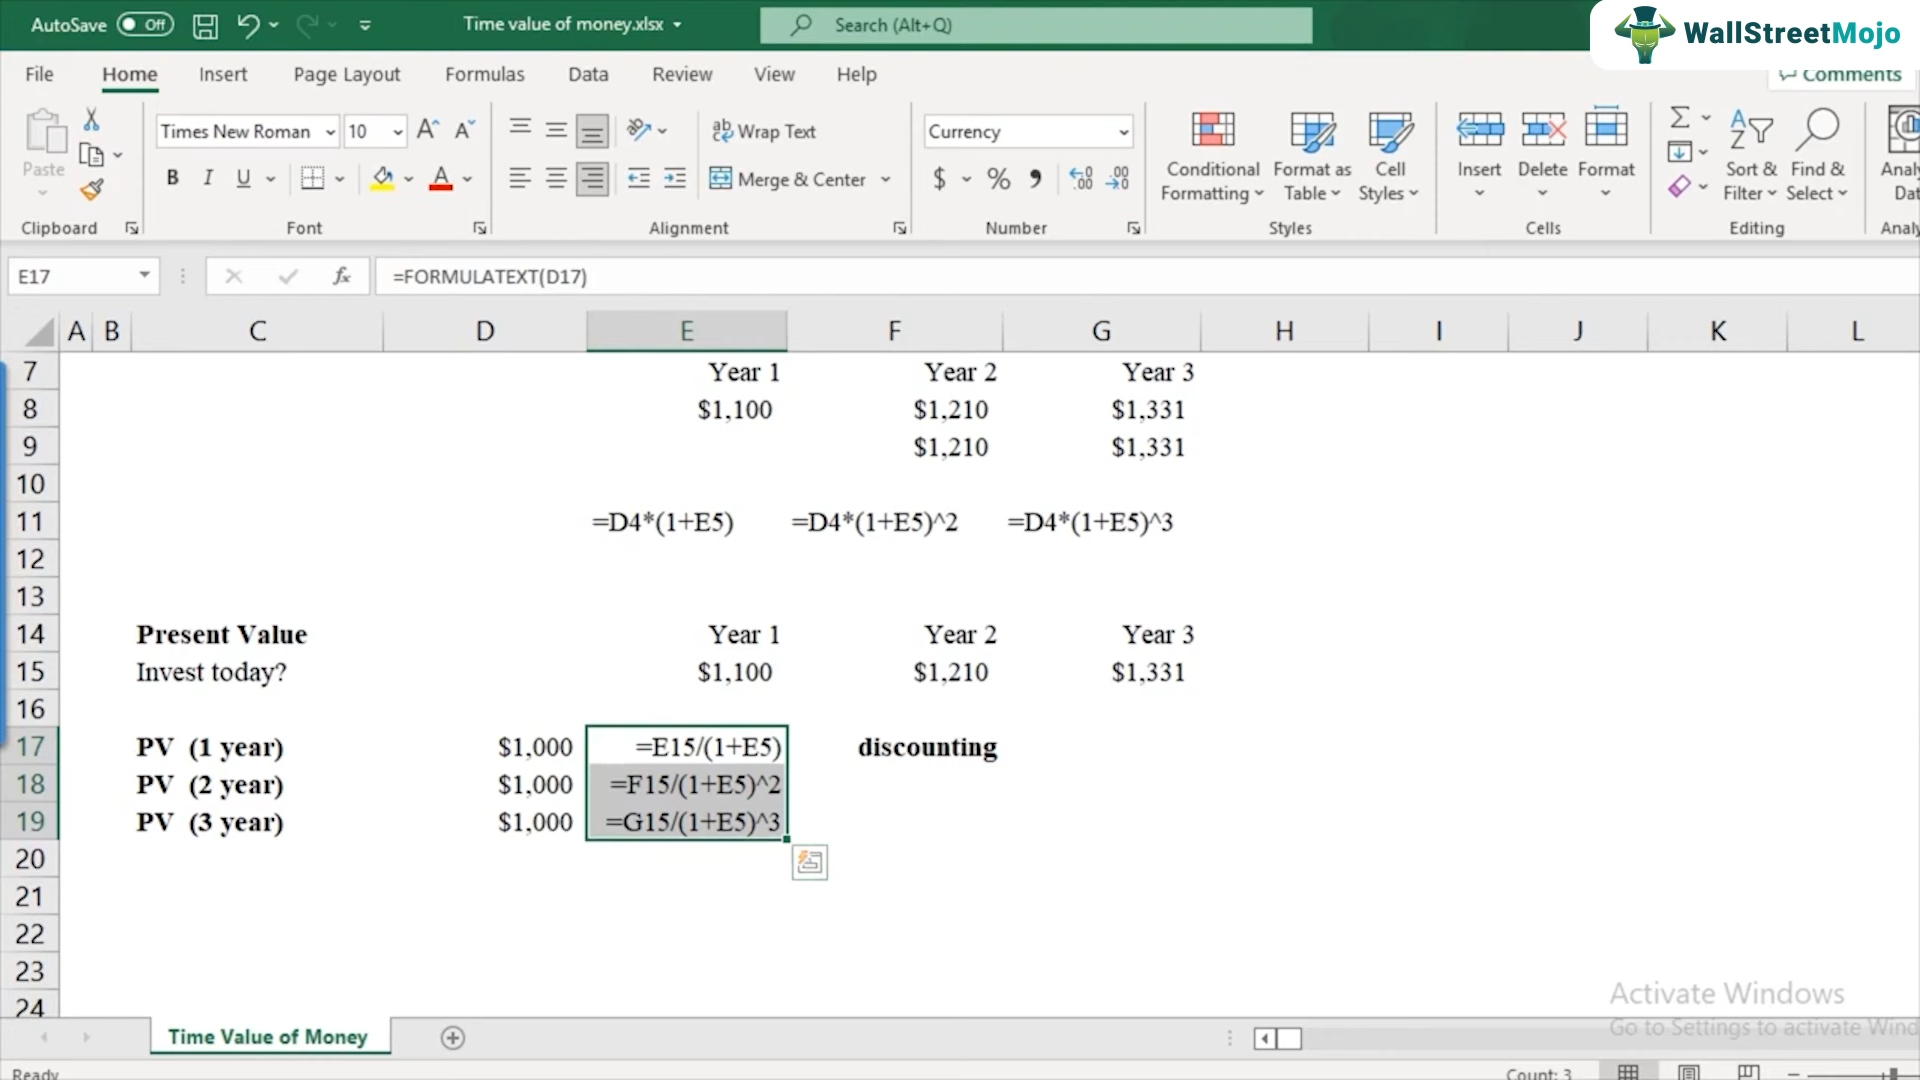 AutoSave Off Time value of money.xlsx Search (Alt+Q) WallStreetMojo
File Home Insert Page Layout Formulas Data Review View Help Comments
Paste Times New Roman 10 A A ab Wrap Text Currency
B I U A Merge & Center $ % 9 .00 .00
Conditional Formatting Format as Table Cell Styles Insert Delete Format Sort & Filter Find & Select
Clipboard Font Alignment Number Styles Cells Editing
E17 fx =FORMULATEXT(D17)
A B C D E F G H I J K L
7 Year 1 Year 2 Year 3
8 $1,100 $1,210 $1,331
9 $1,210 $1,331
10
11 =D4*(1+E5) =D4*(1+E5)^2 =D4*(1+E5)^3
12
13
14 Present Value Year 1 Year 2 Year 3
15 Invest today? $1,100 $1,210 $1,331
16
17 PV (1 year) $1,000 =E15/(1+E5) discounting
18 PV (2 year) $1,000 =F15/(1+E5)^2
19 PV (3 year) $1,000 =G15/(1+E5)^3
20
21
22
23
24
Activate Windows
Go to Settings to activate Wind
Time Value of Money
Ready Count: 3